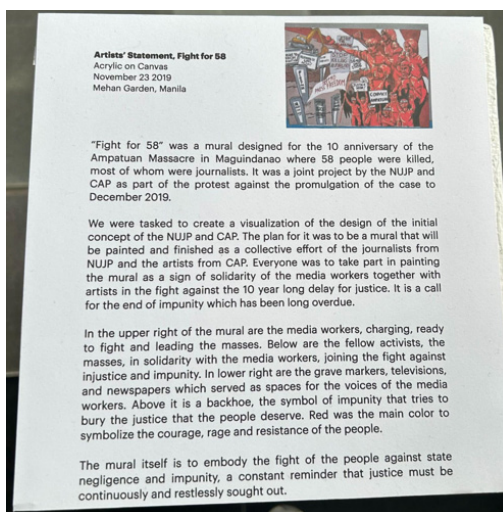 Artists' Statement, Fight for 58
Acrylic on Canvas
November 23 2019
Mehan Garden, Manila
"Fight for 58" was a mural designed for the 10 anniversary of the
Ampatuan Massacre in Maguindanao where 58 people were killed,
most of whom were journalists. It was a joint project by the NUJP and
CAP as part of the protest against the promulgation of the case to
December 2019.
We were tasked to create a visualization of the design of the initial
concept of the NUJP and CAP. The plan for it was to be a mural that will
be painted and finished as a collective effort of the journalists from
NUJP and the artists from CAP. Everyone was to take part in painting
the mural as a sign of solidarity of the media workers together with
artists in the fight against the 10 year long delay for justice. It is a call
for the end of impunity which has been long overdue.
In the upper right of the mural are the media workers, charging, ready
to fight and leading the masses. Below are the fellow activists, the
masses, in solidarity with the media workers, joining the fight against
injustice and impunity. In lower right are the grave markers, televisions,
and newspapers which served as spaces for the voices of the media
workers. Above it is a backhoe, the symbol of impunity that tries to
bury the justice that the people deserve. Red was the main color to
symbolize the courage, rage and resistance of the people.
The mural itself is to embody the fight of the people against state
negligence and impunity, a constant reminder that justice must be
continuously and restlessly sought out.